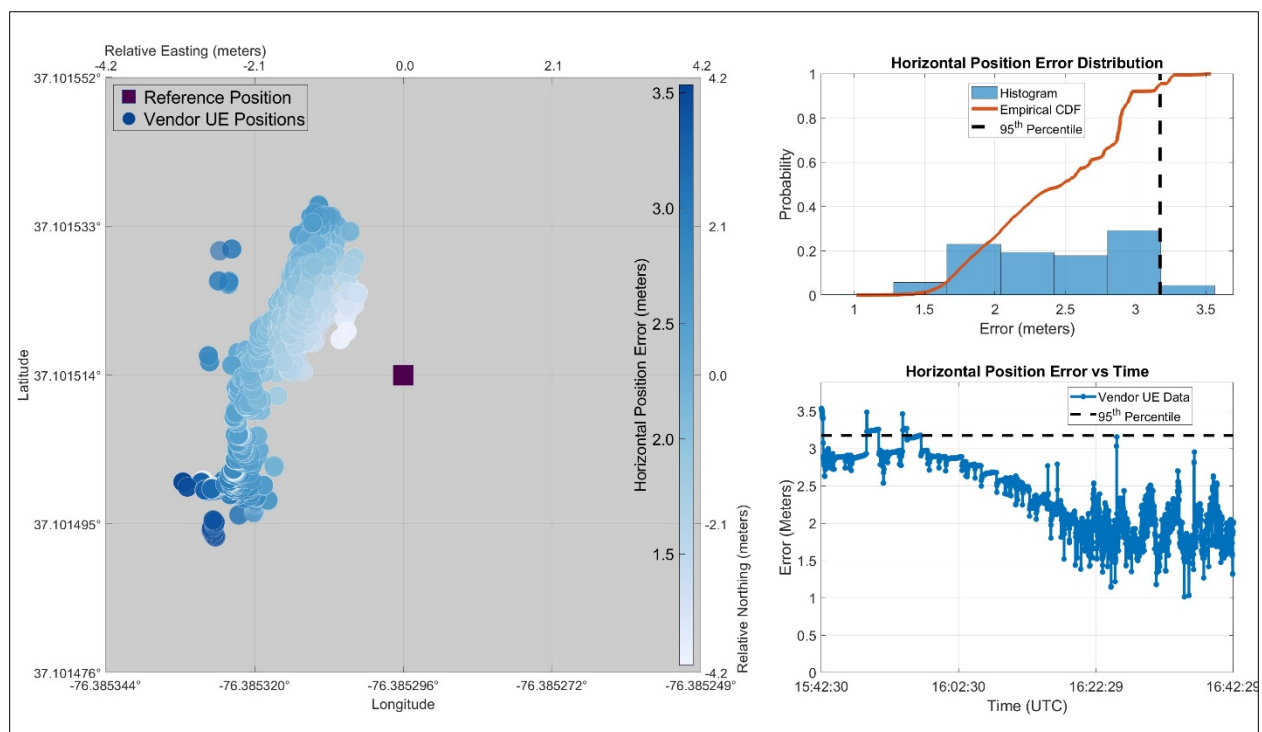 Relative Easting (meters)
-4.2 -2.1 0.0 2.1 4.2
37.101552°
37.101533°
37.101514°
37.101495°
37.101476°
Latitude
Reference Position
Vendor UE Positions
-76.385344° -76.385320° -76.385296° -76.385272° -76.385249°
Longitude
3.5
3.0
2.5
2.0
1.5
Horizontal Position Error (meters)
4.2
2.1
0.0
-2.1
-4.2
Relative Northing (meters)
Horizontal Position Error Distribution
Histogram
Empirical CDF
95th Percentile
1
0.8
0.6
0.4
0.2
0
Probability
1 1.5 2 2.5 3 3.5
Error (meters)
Horizontal Position Error vs Time
Vendor UE Data
95th Percentile
3.5
3
2.5
2
1.5
1
0.5
0
Error (Meters)
15:42:30 16:02:30 16:22:29 16:42:29
Time (UTC)